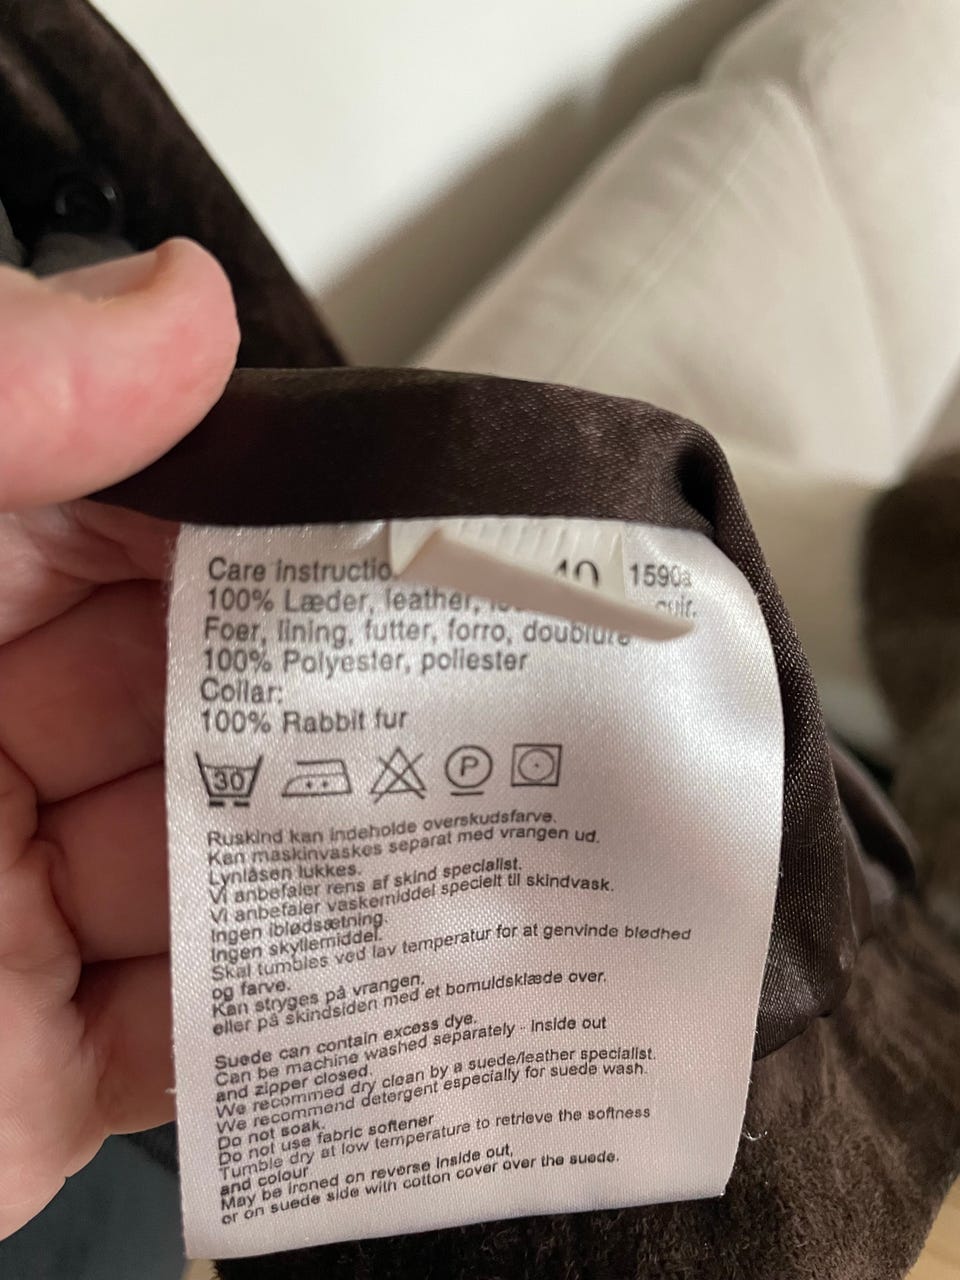 Care instructio
40 1590a
100% Læder, leather, cuir.
Foer, lining, futter, forro, doublure
100% Polyester, poliester
Collar:
100% Rabbit fur
30 P
Ruskind kan indeholde overskudsfarve.
Kan maskinvaskes separat med vrangen ud.
Lynlåsen lukkes.
Vi anbefaler rens af skind specialist.
Vi anbefaler vaskemiddel specielt til skindvask.
Ingen iblødsætning.
Ingen skyllemiddel.
Skal tumbles ved lav temperatur for at genvinde blødhed
og farve.
Kan stryges på vrangen,
eller på skindsiden med et bomuldsklæde over.
Suede can contain excess dye.
Can be machine washed separately - inside out
and zipper closed.
We recommed dry clean by a suede/leather specialist.
We recommend detergent especially for suede wash.
Do not soak.
Do not use fabric softener
Tumble dry at low temperature to retrieve the softness
and colour
May be ironed on reverse inside out,
or on suede side with cotton cover over the suede.